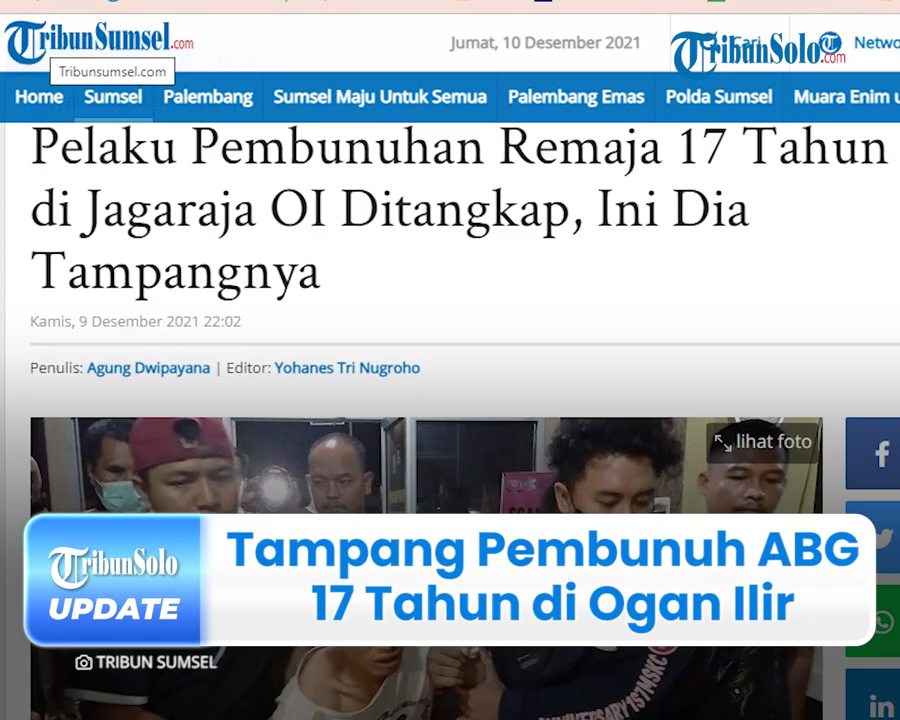 TribunSumsel.com
Jumat, 10 Desember 2021
Cari
TribunSolo.com
Netwo
Tribunsumsel.com
Home Sumsel Palembang Sumsel Maju Untuk Semua Palembang Emas Polda Sumsel Muara Enim u
Pelaku Pembunuhan Remaja 17 Tahun
di Jagaraja OI Ditangkap, Ini Dia
Tampangnya
Kamis, 9 Desember 2021 22:02
Penulis: Agung Dwipayana | Editor: Yohanes Tri Nugroho
lihat foto
TribunSolo
UPDATE
Tampang Pembunuh ABG
17 Tahun di Ogan Ilir
TRIBUN SUMSEL